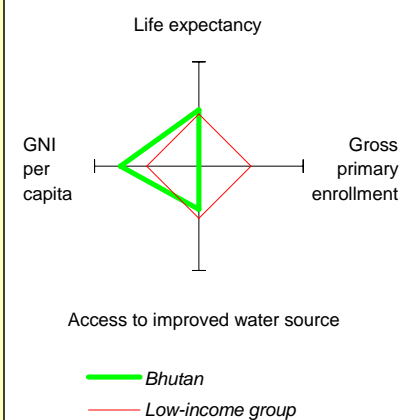 Life expectancy
GNI
per
capita
Gross
primary
enrollment
Access to improved water source
Bhutan
Low-income group